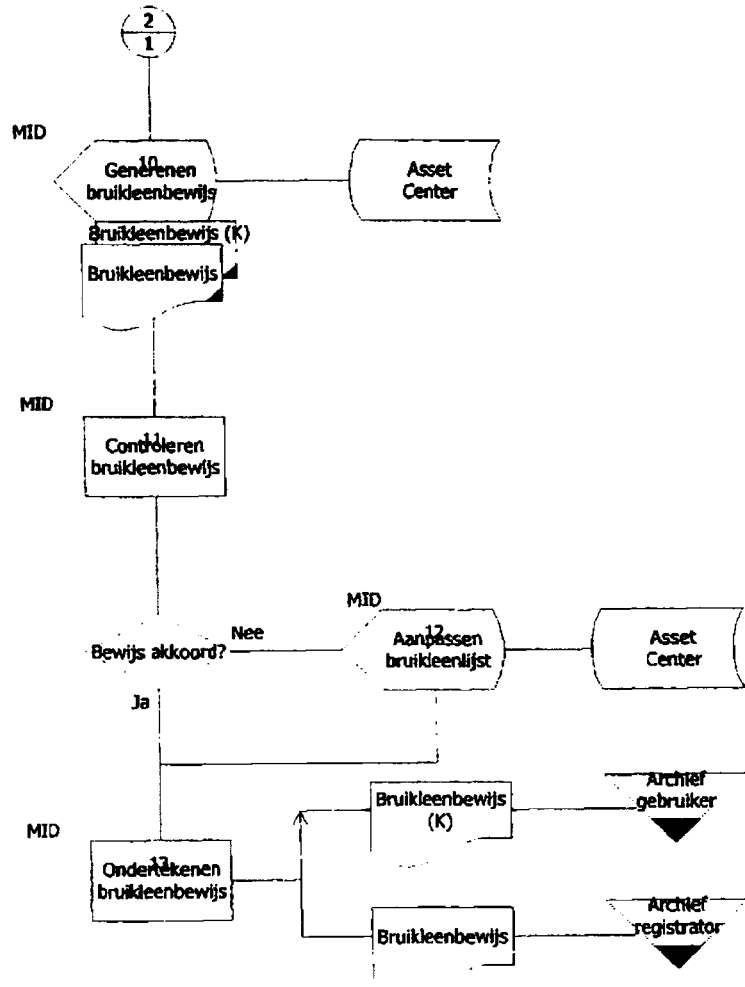 2
1
MID
10
Generenen
bruikleenbewijs
Asset
Center
Bruikleenbewijs (K)
Bruikleenbewijs
MID
11
Controleren
bruikleenbewijs
MID
Bewijs akkoord?
Nee
12
Aanpassen
bruikleenlijst
Asset
Center
Ja
MID
13
Ondertekenen
bruikleenbewijs
Bruikleenbewijs
(K)
Archief
gebruiker
Bruikleenbewijs
Archief
registrator